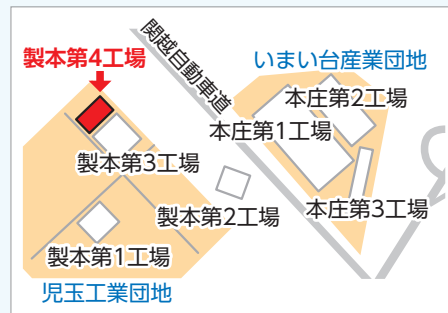 製本第4工場
関越自動車道
いまい台産業団地
本庄第2工場
本庄第1工場
製本第3工場
製本第2工場
本庄第3工場
製本第1工場
児玉工業団地